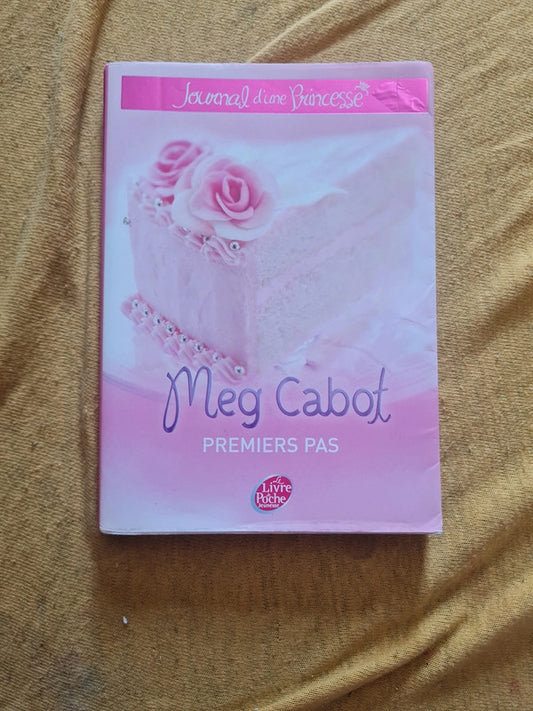 Journal d'une Princesse
Meg Cabot
PREMIERS PAS
Le
Livre
de
Poche
Jeunesse